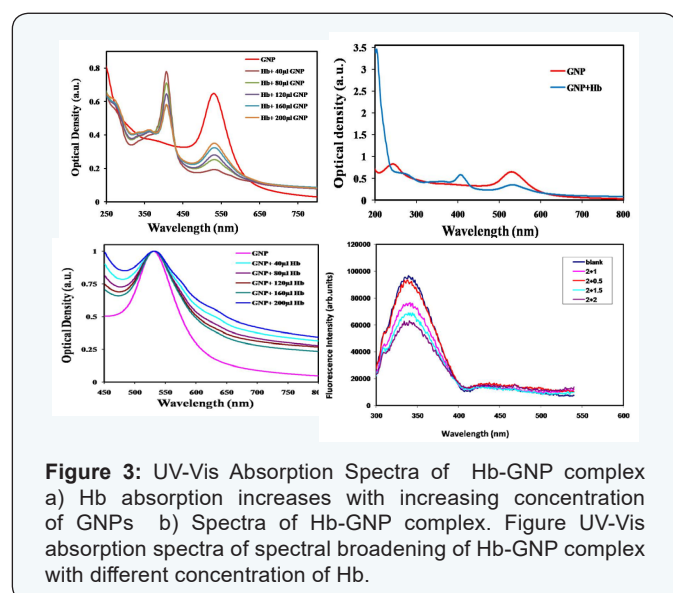 0.8
0.6
0.4
0.2
0
250
350
450
550
650
750
Optical Density (a.u.)
Wavelength (nm)
GNP
Hb+ 40µl GNP
Hb+ 80µl GNP
Hb+ 120µl GNP
Hb+ 160µl GNP
Hb+ 200µl GNP
3.5
3
2.5
2
1.5
1
0.5
0
200
300
400
500
600
700
800
Optical density (a.u.)
Wavelength (nm)
GNP
GNP+Hb
1
0.75
0.5
0.25
0
450
500
550
600
650
700
750
800
Optical Density (a.u.)
Wavelength (nm)
GNP
GNP+ 40µl Hb
GNP+ 80µl Hb
GNP+ 120µl Hb
GNP+ 160µl Hb
GNP+ 200µl Hb
120000
100000
80000
60000
40000
20000
0
300
350
400
450
500
550
600
Fluorescence Intensity (arb.units)
Wavelength (nm)
blank
2+1
2+0.5
2+1.5
2+2
Figure 3: UV-Vis Absorption Spectra of Hb-GNP complex
a) Hb absorption increases with increasing concentration
of GNPs b) Spectra of Hb-GNP complex. Figure UV-Vis
absorption spectra of spectral broadening of Hb-GNP complex
with different concentration of Hb.